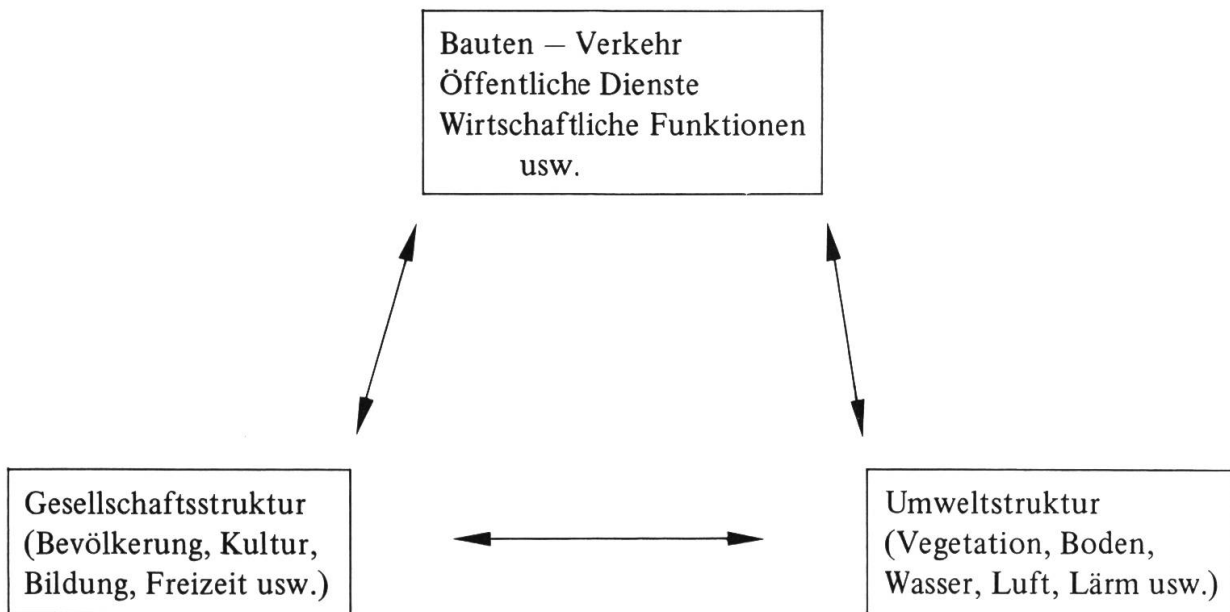 Bauten – Verkehr
Öffentliche Dienste
Wirtschaftliche Funktionen
usw.
Gesellschaftsstruktur
(Bevölkerung, Kultur,
Bildung, Freizeit usw.)
Umweltstruktur
(Vegetation, Boden,
Wasser, Luft, Lärm usw.)